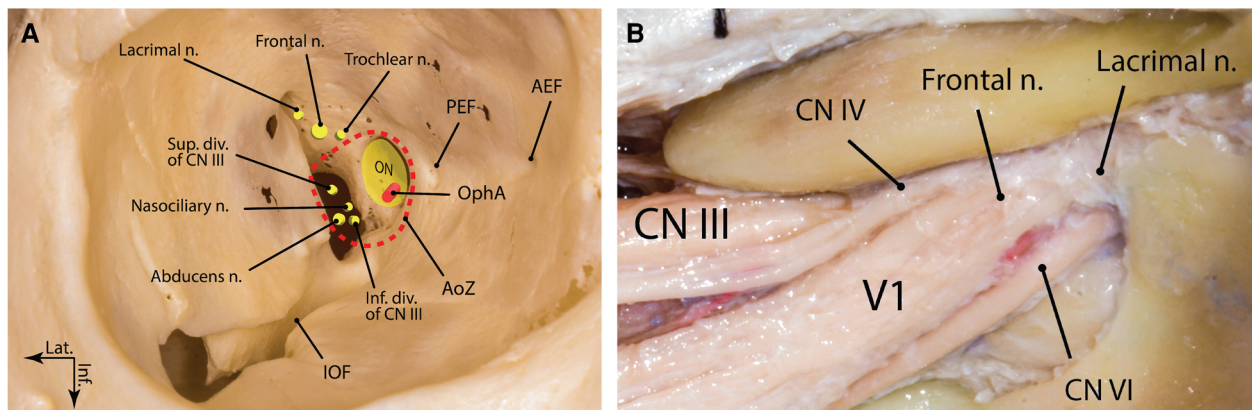 A
Lacrimal n.
Frontal n.
Trochlear n.
AEF
PEF
Sup. div.
of CN III
ON
OphA
Nasociliary n.
Abducens n.
Inf. div.
of CN III
AoZ
IOF
Lat.
Inf.
B
Lacrimal n.
Frontal n.
CN IV
CN III
V1
CN VI